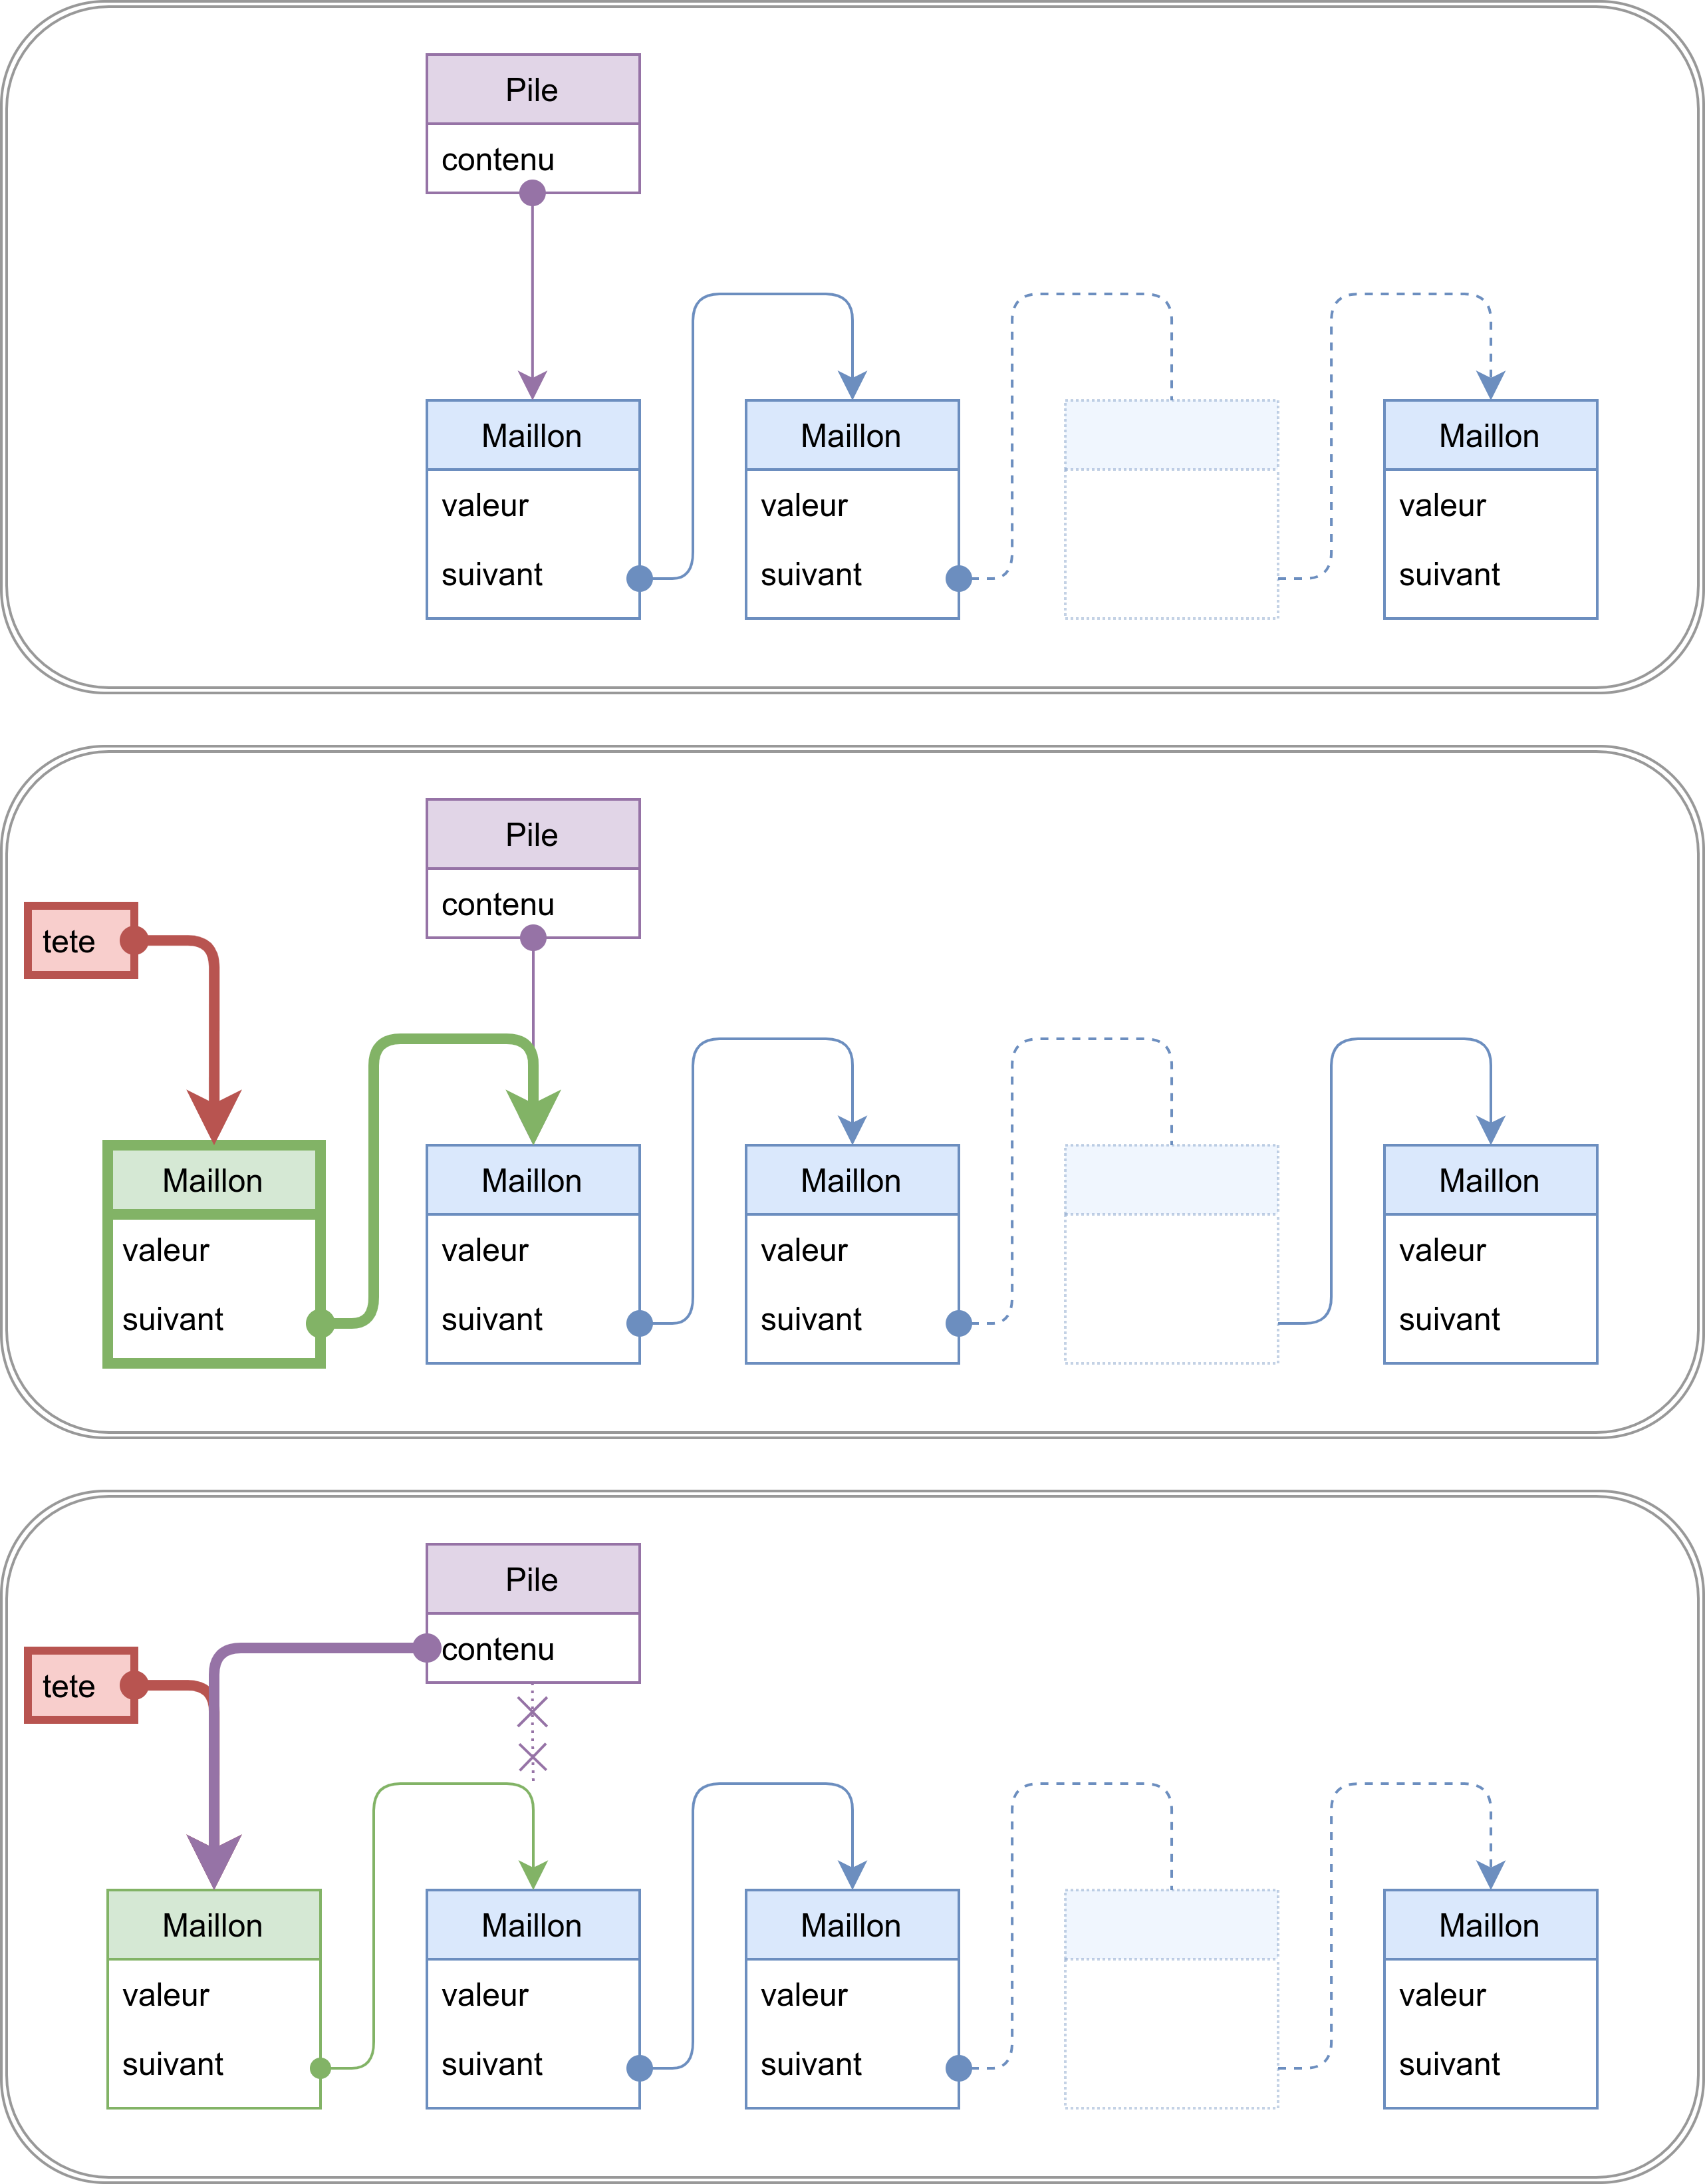 Pile
contenu
Maillon Maillon Maillon
valeur valeur valeur
suivant suivant suivant
Pile
contenu
tete
Maillon Maillon Maillon Maillon
valeur valeur valeur valeur
suivant suivant suivant suivant
Pile
contenu
tete
Maillon Maillon Maillon Maillon
valeur valeur valeur valeur
suivant suivant suivant suivant